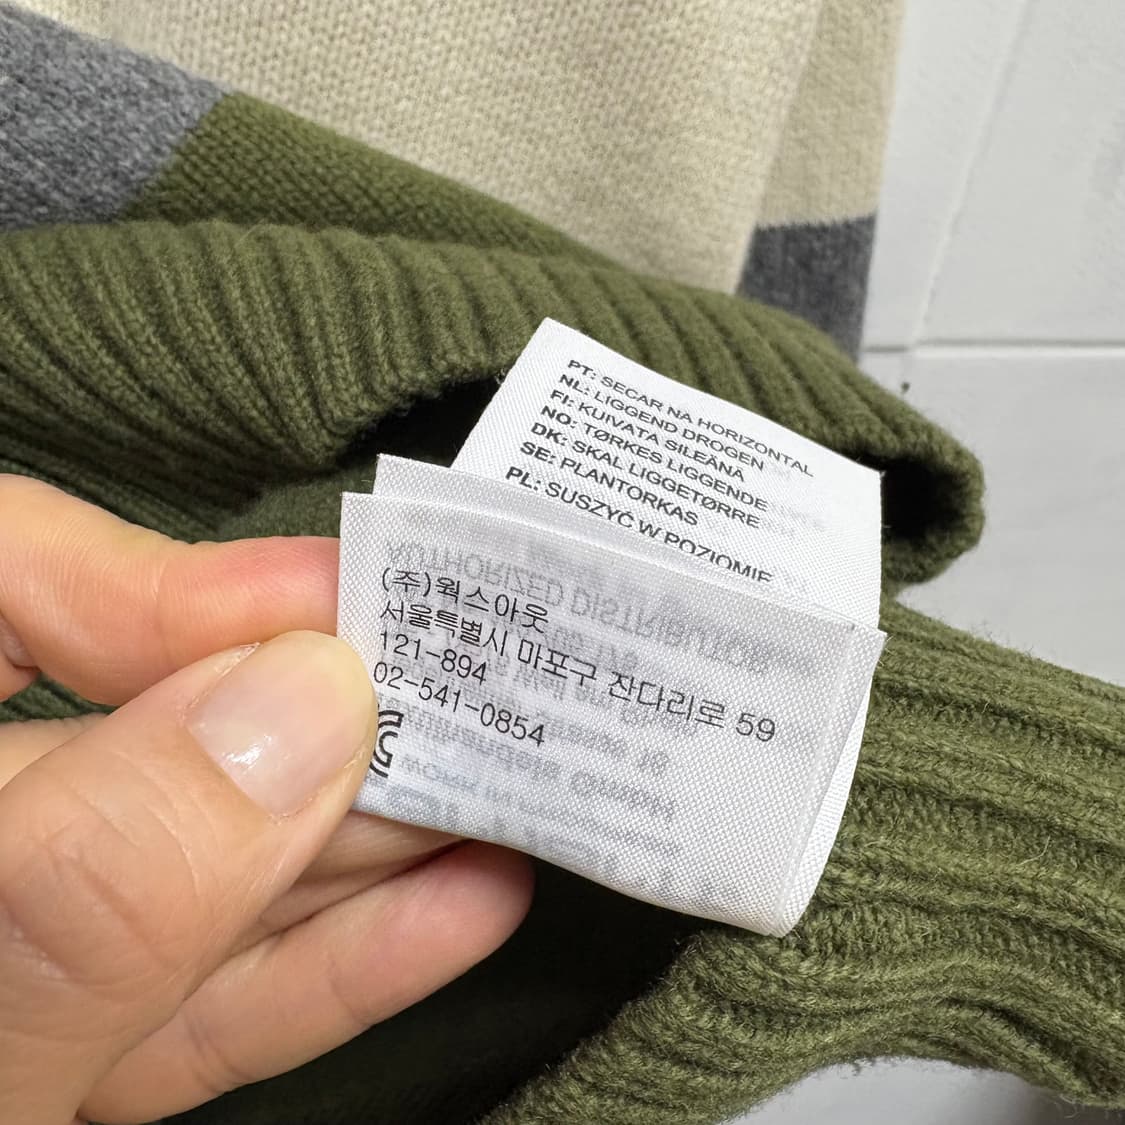 PT: SECAR NA HORIZONTAL
NL: LIGGEND DROGEN
FI: KUIVATA SILEÄNÄ
NO: TØRKES LIGGENDE
DK: SKAL LIGGETØRRE
SE: PLANTORKAS
PL: SUSZYĆ W POZIOMIE
(주)웍스아웃
서울특별시 마포구 잔다리로 59
121-894
02-541-0854